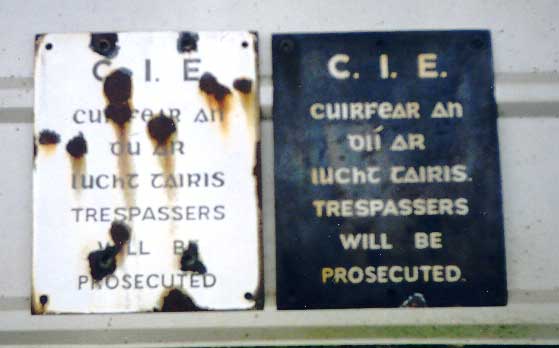 C. I. E.
CUIRFEAR AN
DLÍ AR
LUCHT TAIRIS
TRESPASSERS
WILL BE
PROSECUTED
C. I. E.
CUIRFEAR AN
DLÍ AR
LUCHT TAIRIS.
TRESPASSERS
WILL BE
PROSECUTED.